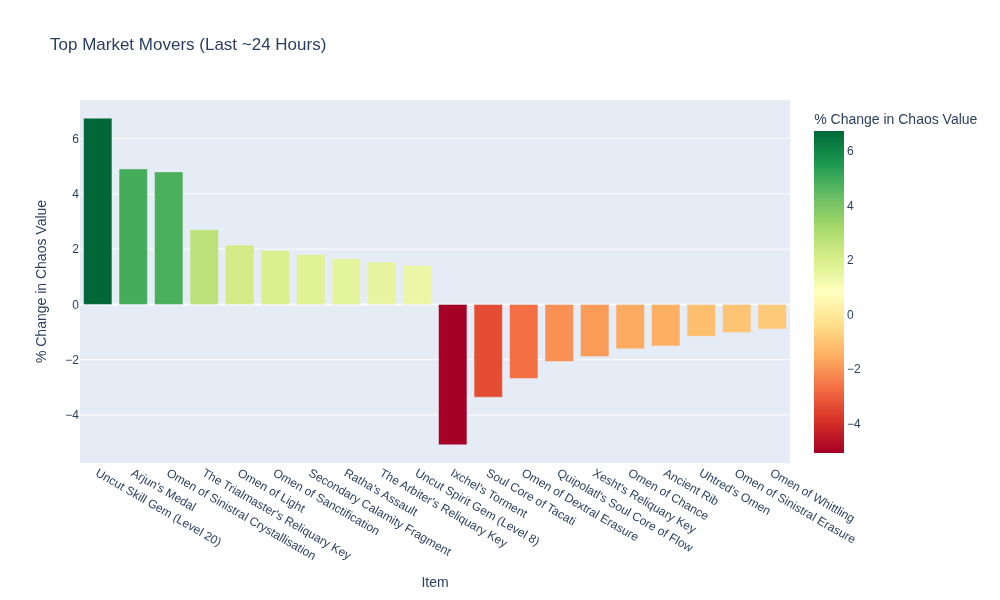 Top Market Movers (Last ~24 Hours)
% Change in Chaos Value
6
4
2
0
−2
−4
Uncut Skill Gem (Level 20)
Arjun's Medal
Omen of Sinistral Crystallisation
The Trialmaster's Reliquary Key
Omen of Light
Omen of Sanctification
Secondary Calamity Fragment
Ratha's Assault
The Arbiter's Reliquary Key
Uncut Spirit Gem (Level 8)
Ixchel's Torment
Soul Core of Tacati
Omen of Dextral Erasure
Quipolatl's Soul Core of Flow
Xesht's Reliquary Key
Omen of Chance
Ancient Rib
Uhtred's Omen
Omen of Sinistral Erasure
Omen of Whittling
Item
% Change in Chaos Value
6
4
2
0
−2
−4